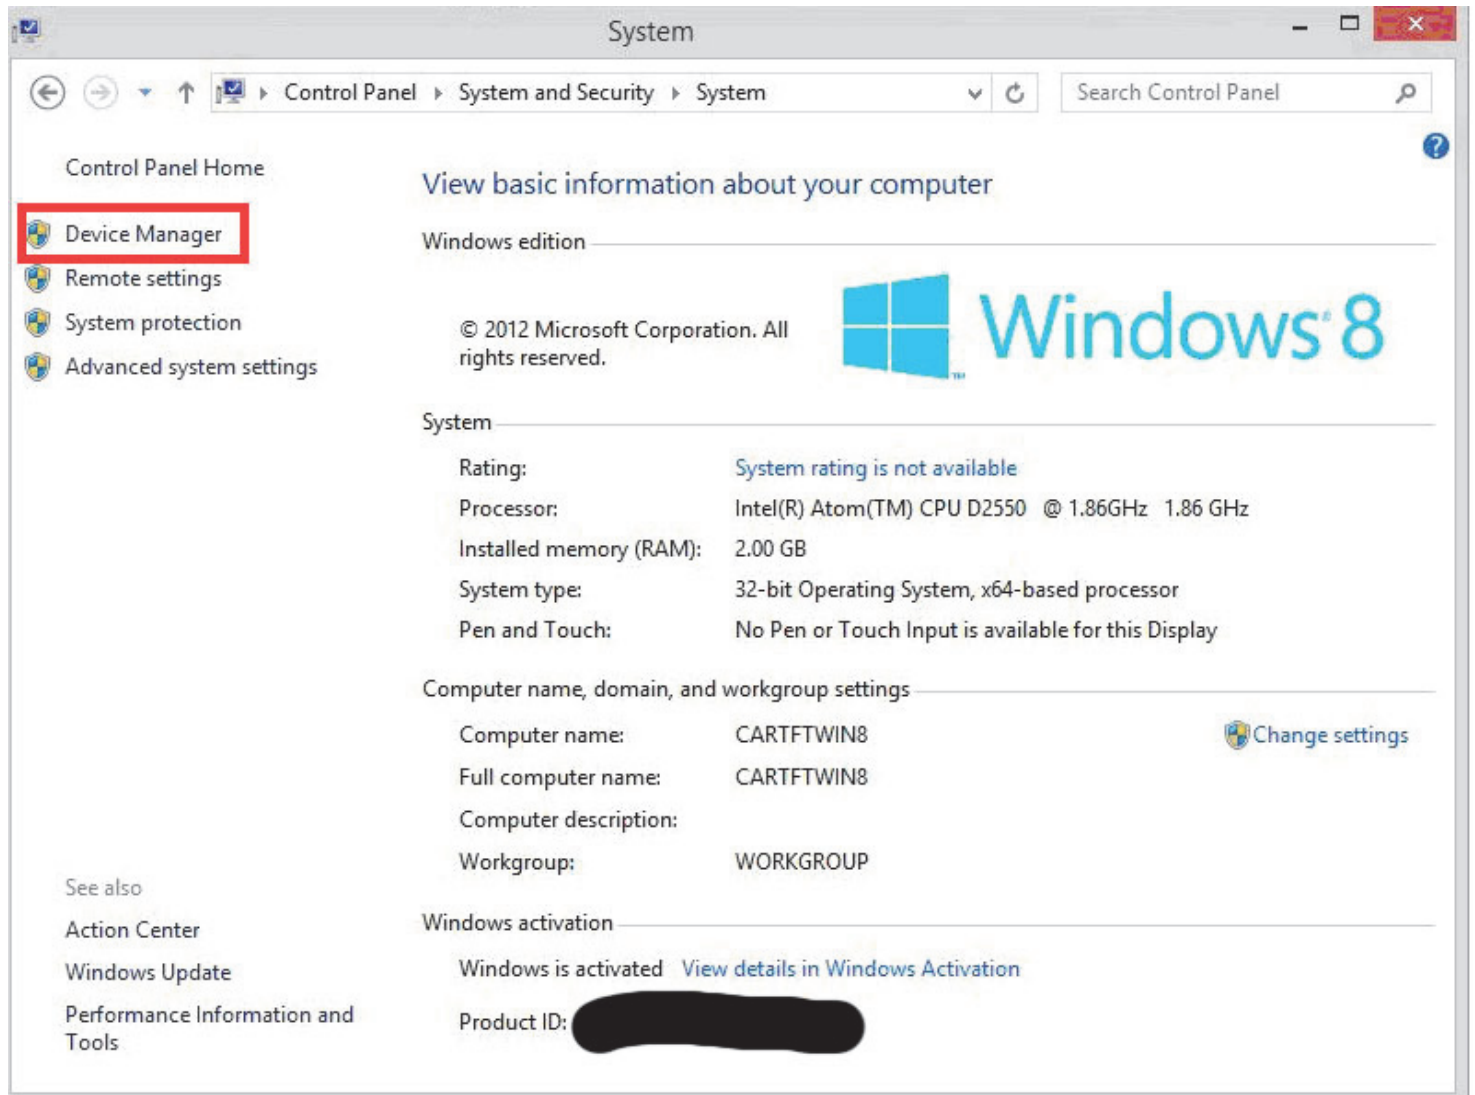 System
Control Panel System and Security System
Search Control Panel
Control Panel Home
Device Manager
Remote settings
System protection
Advanced system settings
View basic information about your computer
Windows edition
© 2012 Microsoft Corporation. All
rights reserved.
Windows 8
System
Rating: System rating is not available
Processor: Intel(R) Atom(TM) CPU D2550 @ 1.86GHz 1.86 GHz
Installed memory (RAM): 2.00 GB
System type: 32-bit Operating System, x64-based processor
Pen and Touch: No Pen or Touch Input is available for this Display
Computer name, domain, and workgroup settings
Computer name: CARTFTWIN8 Change settings
Full computer name: CARTFTWIN8
Computer description:
Workgroup: WORKGROUP
Windows activation
Windows is activated View details in Windows Activation
Product ID:
See also
Action Center
Windows Update
Performance Information and
Tools